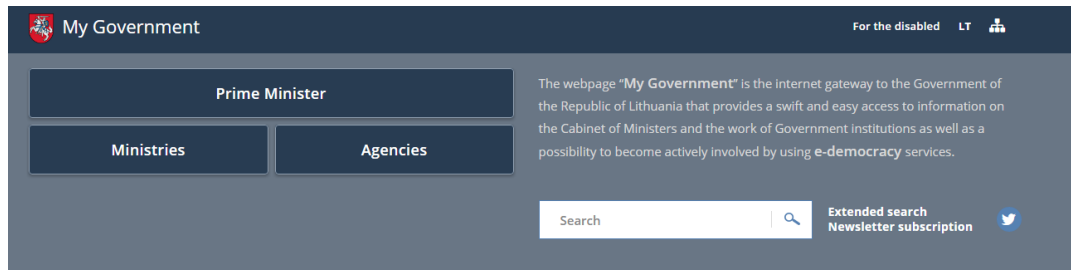 My Government
For the disabled LT
Prime Minister
Ministries Agencies
The webpage “My Government” is the internet gateway to the Government of
the Republic of Lithuania that provides a swift and easy access to information on
the Cabinet of Ministers and the work of Government institutions as well as a
possibility to become actively involved by using e-democracy services.
Search
Extended search
Newsletter subscription